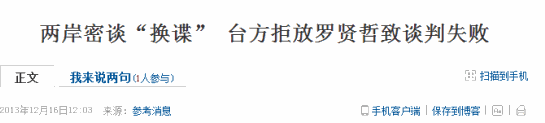 两岸密谈“换谍” 台方拒放罗贤哲致谈判失败
正文 我来说两句(1人参与) 扫描到手机
2013年12月16日12:03 来源：参考消息 手机客户端 保存到博客